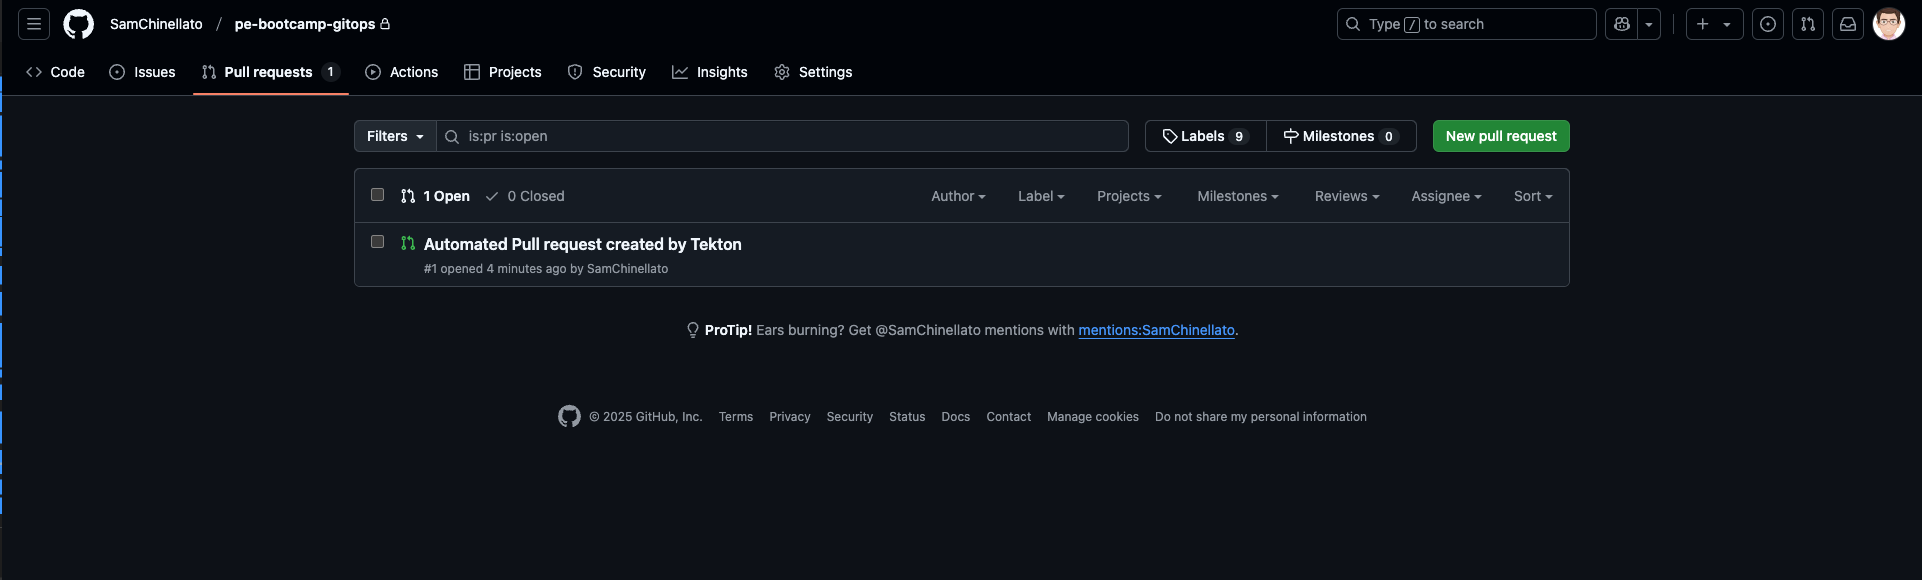 SamChinellato / pe-bootcamp-gitops
Type / to search
Code Issues Pull requests 1 Actions Projects Security Insights Settings
Filters is:pr is:open Labels 9 Milestones 0 New pull request
1 Open 0 Closed Author Label Projects Milestones Reviews Assignee Sort
Automated Pull request created by Tekton
#1 opened 4 minutes ago by SamChinellato
ProTip! Ears burning? Get @SamChinellato mentions with mentions:SamChinellato.
© 2025 GitHub, Inc. Terms Privacy Security Status Docs Contact Manage cookies Do not share my personal information